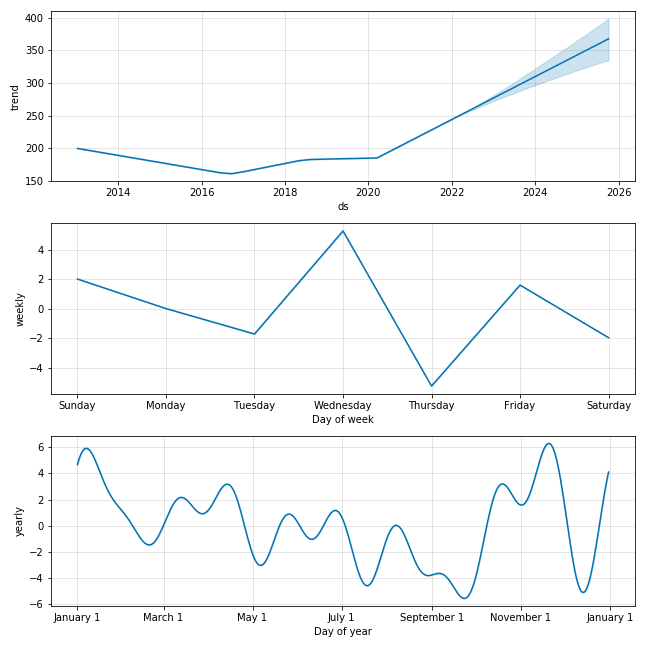 400
350
300
250
200
150
trend
2014 2016 2018 2020 2022 2024 2026
ds
4
2
0
−2
−4
weekly
Sunday Monday Tuesday Wednesday Thursday Friday Saturday
Day of week
6
4
2
0
−2
−4
−6
yearly
January 1 March 1 May 1 July 1 September 1 November 1 January 1
Day of year